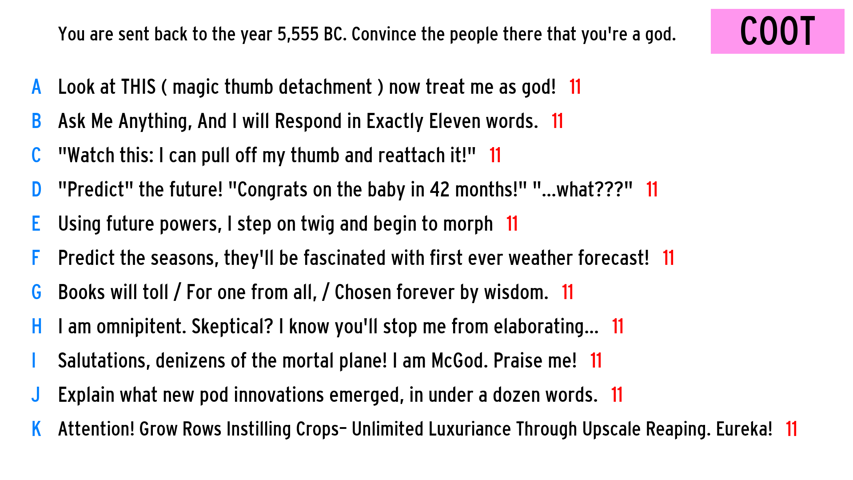 You are sent back to the year 5,555 BC. Convince the people there that you're a god.
COOT
A Look at THIS ( magic thumb detachment ) now treat me as god! 11
B Ask Me Anything, And I will Respond in Exactly Eleven words. 11
C "Watch this: I can pull off my thumb and reattach it!" 11
D "Predict" the future! "Congrats on the baby in 42 months!" "...what???" 11
E Using future powers, I step on twig and begin to morph 11
F Predict the seasons, they'll be fascinated with first ever weather forecast! 11
G Books will toll / For one from all, / Chosen forever by wisdom. 11
H I am omnipitent. Skeptical? I know you'll stop me from elaborating... 11
I Salutations, denizens of the mortal plane! I am McGod. Praise me! 11
J Explain what new pod innovations emerged, in under a dozen words. 11
K Attention! Grow Rows Instilling Crops– Unlimited Luxuriance Through Upscale Reaping. Eureka! 11